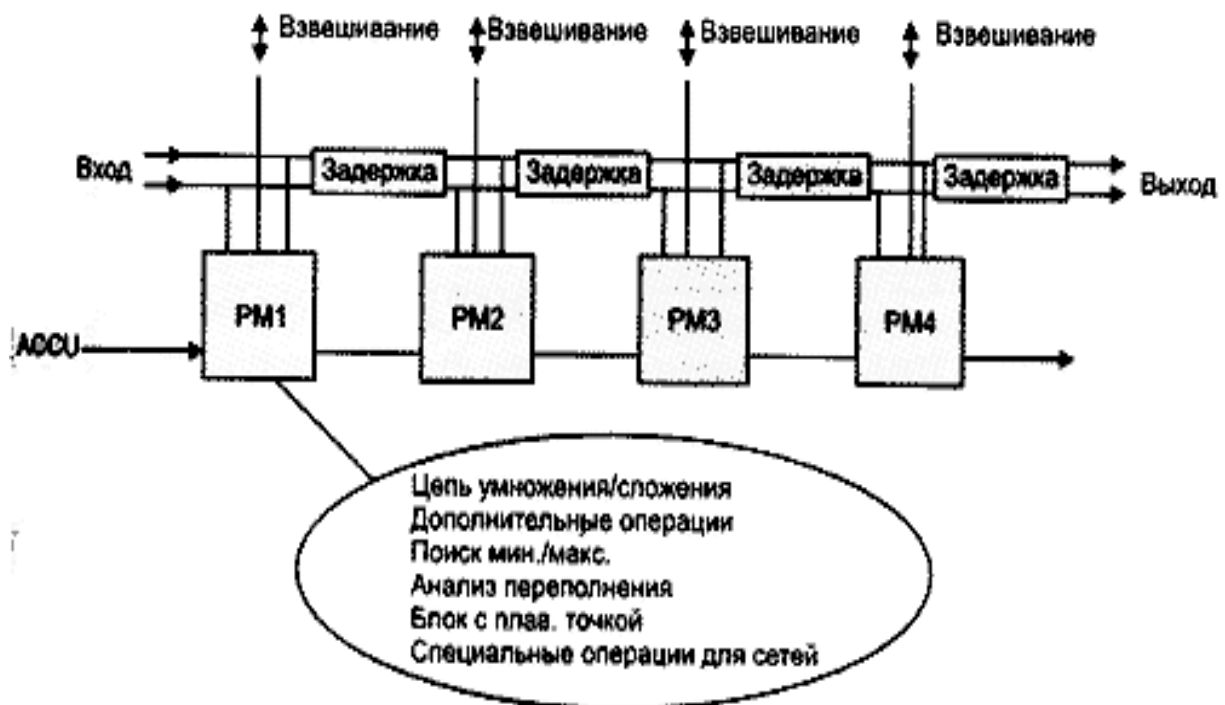 Взвешивание
Взвешивание
Взвешивание
Взвешивание
Вход
Задержка
Задержка
Задержка
Задержка
Выход
PM1
PM2
PM3
PM4
ACCU
Цепь умножения/сложения
Дополнительные операции
Поиск мин./макс.
Анализ переполнения
Блок с плав. точкой
Специальные операции для сетей